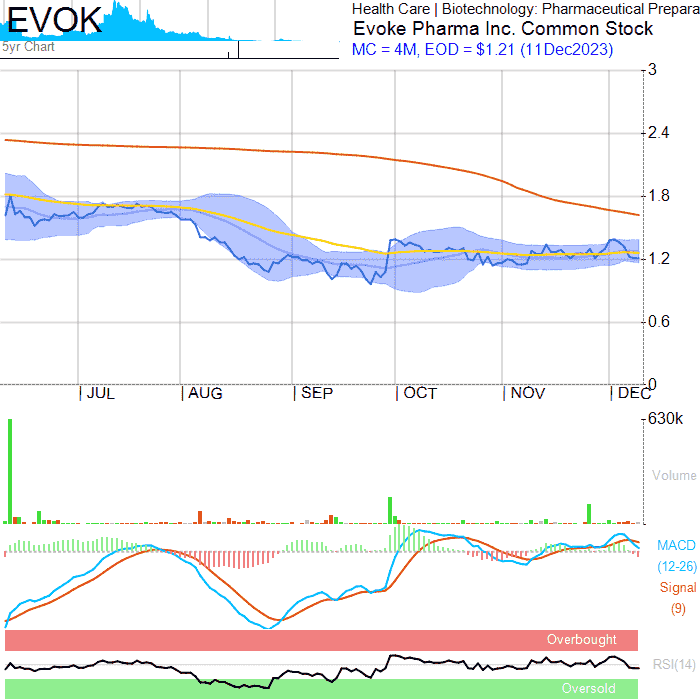 EVOK
5yr Chart
Health Care | Biotechnology: Pharmaceutical Prepara
Evoke Pharma Inc. Common Stock
MC = 4M, EOD = $1.21 (11Dec2023)
3
2.4
1.8
1.2
0.6
0
| JUL | AUG | SEP | OCT | NOV | DEC
630k
Volume
MACD
(12-26)
Signal
(9)
Overbought
RSI(14)
Oversold